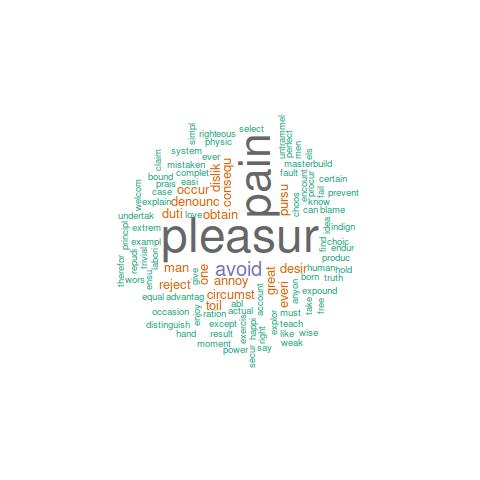 select
righteous
simpl
physic
untrammel
perfect
men
els
system
claim
ever
mistaken
masterbuild
pain
complet
fault
bound
easi
dislik
consequ
encount
procur
certain
prais
occur
pursu
fail
prevent
case
welcom
explain
denounc
choos
know
can
blame
undertak
duti
love
obtain
idea
indign
extrem
principl
exampl
pleasur
find
choic
endur
produc
repudi
trivial
labori
man
one
avoid
great
desir
human
hold
therefor
wors
ensu
reject
give
annoy
everi
anyon
born
truth
equal
advantag
circumst
account
expound
enjoy
toil
abl
take
free
occasion
ration
actual
explor
must
distinguish
except
exercis
happi
right
teach
hand
result
like
wise
moment
power
say
weak
secur